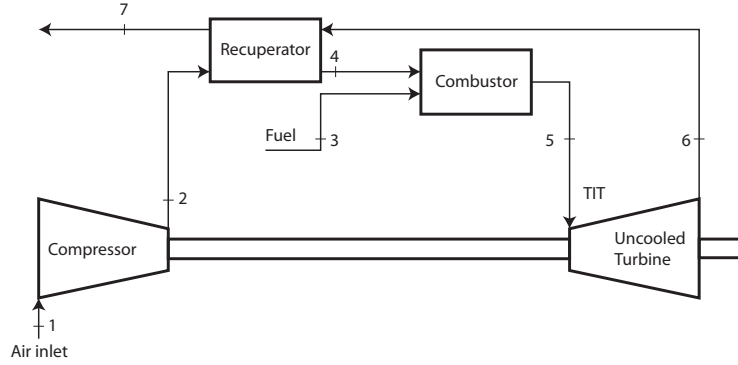 7
Recuperator
4
Combustor
Fuel
3
5
6
2
TIT
Compressor
Uncooled
Turbine
1
Air inlet